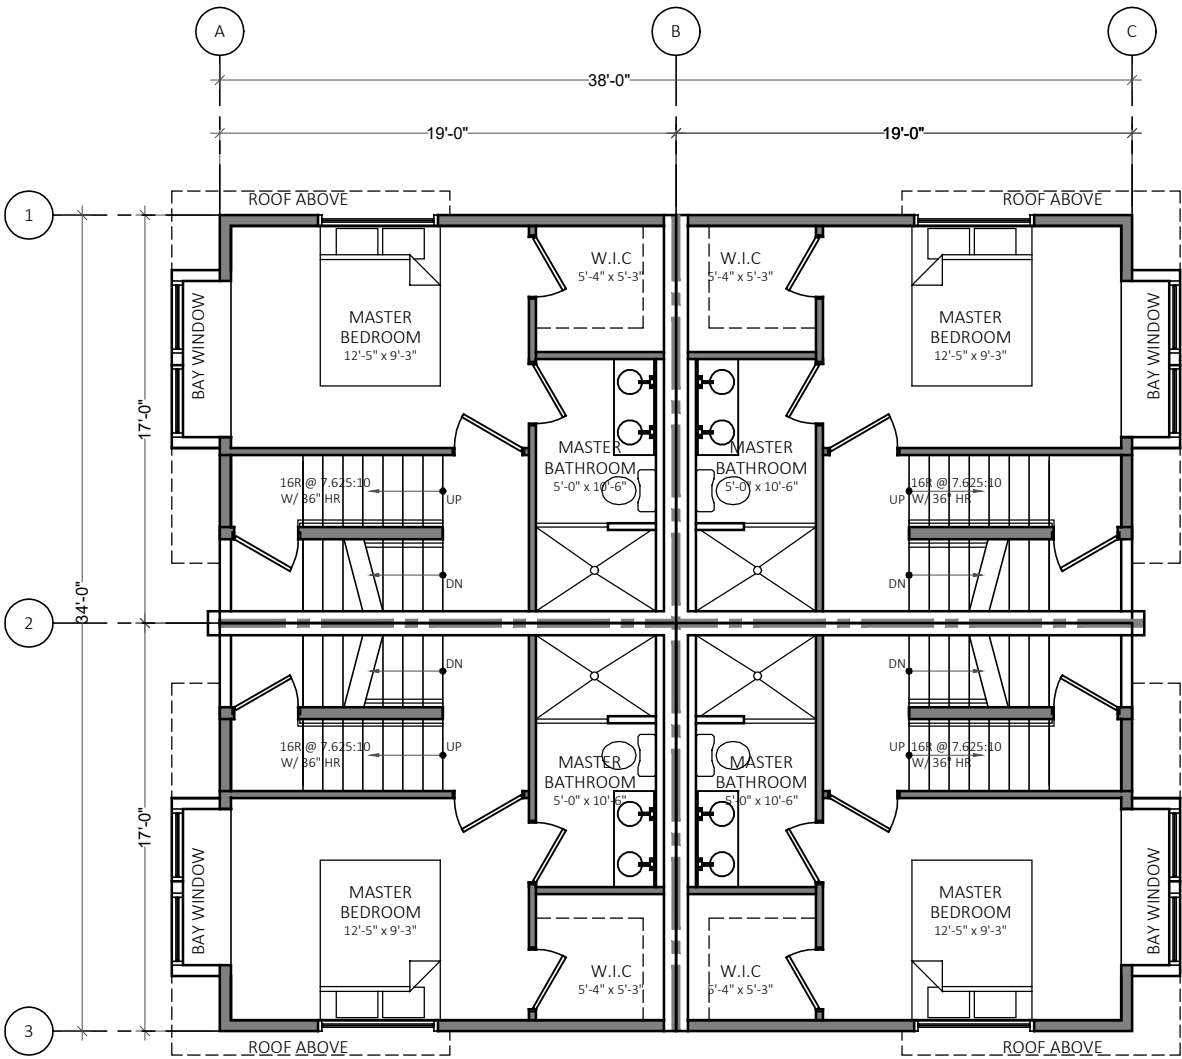 A
B
C
38'-0"
19'-0"
19'-0"
1
ROOF ABOVE
ROOF ABOVE
W.I.C
5'-4" x 5'-3"
W.I.C
5'-4" x 5'-3"
BAY WINDOW
MASTER
BEDROOM
12'-5" x 9'-3"
MASTER
BEDROOM
12'-5" x 9'-3"
BAY WINDOW
17'-0"
MASTER
BATHROOM
5'-0" x 10'-6"
MASTER
BATHROOM
5'-0" x 10'-6"
16R @ 7.625:10
W/ 36" HR
UP
UP
16R @ 7.625:10
W/ 36" HR
DN
DN
34'-0"
2
DN
DN
16R @ 7.625:10
W/ 36" HR
UP
UP
16R @ 7.625:10
W/ 36" HR
MASTER
BATHROOM
5'-0" x 10'-6"
MASTER
BATHROOM
5'-0" x 10'-6"
17'-0"
BAY WINDOW
MASTER
BEDROOM
12'-5" x 9'-3"
MASTER
BEDROOM
12'-5" x 9'-3"
BAY WINDOW
W.I.C
5'-4" x 5'-3"
W.I.C
5'-4" x 5'-3"
3
ROOF ABOVE
ROOF ABOVE